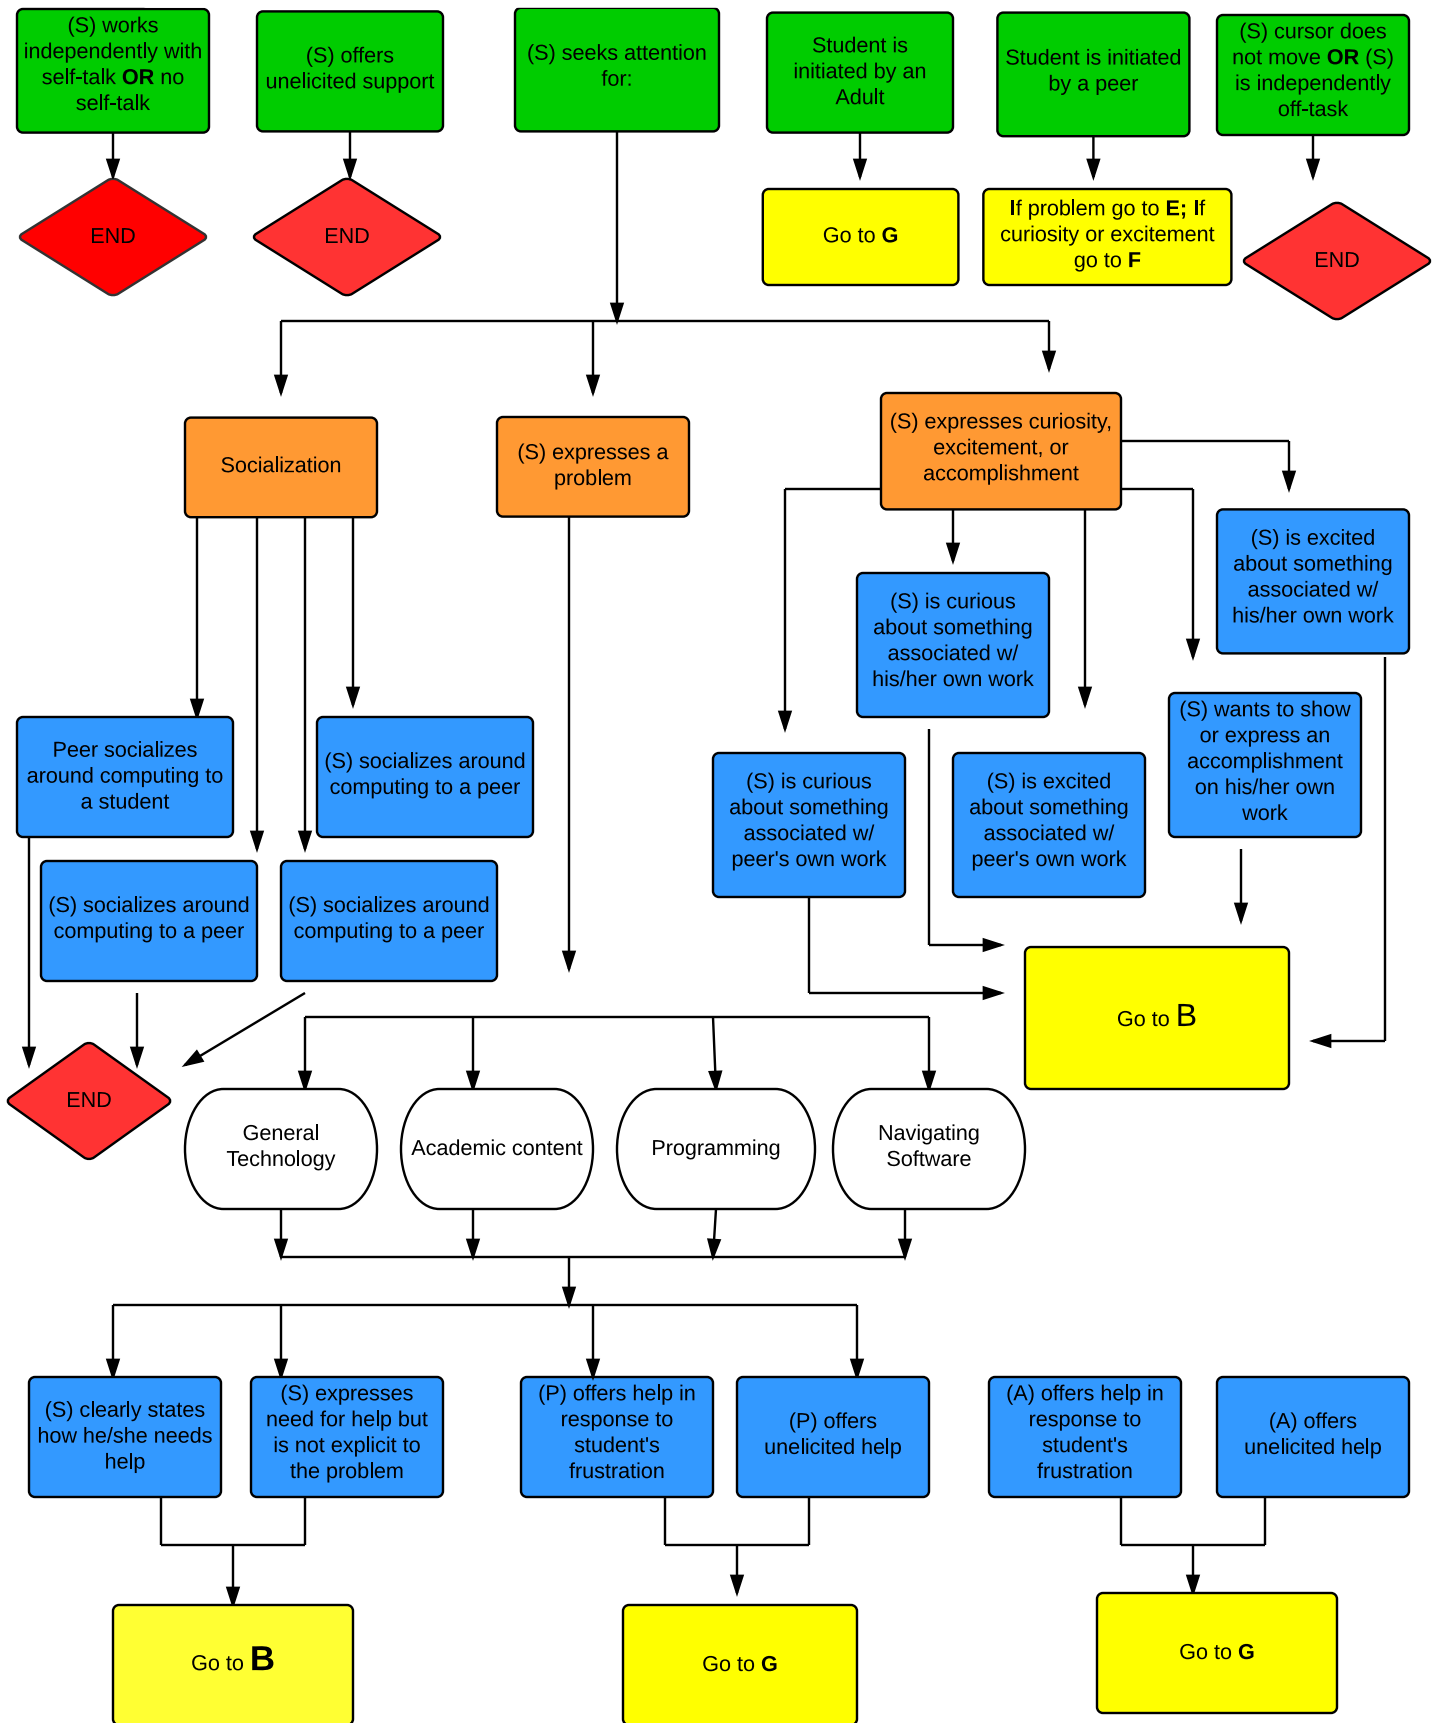 (S) works
independently with
self-talk OR no
self-talk
(S) offers
unelicited support
(S) seeks attention
for:
Student is
initiated by an
Adult
Student is initiated
by a peer
(S) cursor does
not move OR (S)
is independently
off-task
END
END
Go to G
If problem go to E; If
curiosity or excitement
go to F
END
Socialization
(S) expresses a
problem
(S) expresses curiosity,
excitement, or
accomplishment
(S) is excited
about something
associated w/
his/her own work
(S) is curious
about something
associated w/
his/her own work
Peer socializes
around computing to
a student
(S) socializes around
computing to a peer
(S) is curious
about something
associated w/
peer's own work
(S) is excited
about something
associated w/
peer's own work
(S) wants to show
or express an
accomplishment
on his/her own
work
(S) socializes around
computing to a peer
(S) socializes around
computing to a peer
Go to B
END
General
Technology
Academic content
Programming
Navigating
Software
(S) clearly states
how he/she needs
help
(S) expresses
need for help but
is not explicit to
the problem
(P) offers help in
response to
student's
frustration
(P) offers
unelicited help
(A) offers help in
response to
student's
frustration
(A) offers
unelicited help
Go to B
Go to G
Go to G